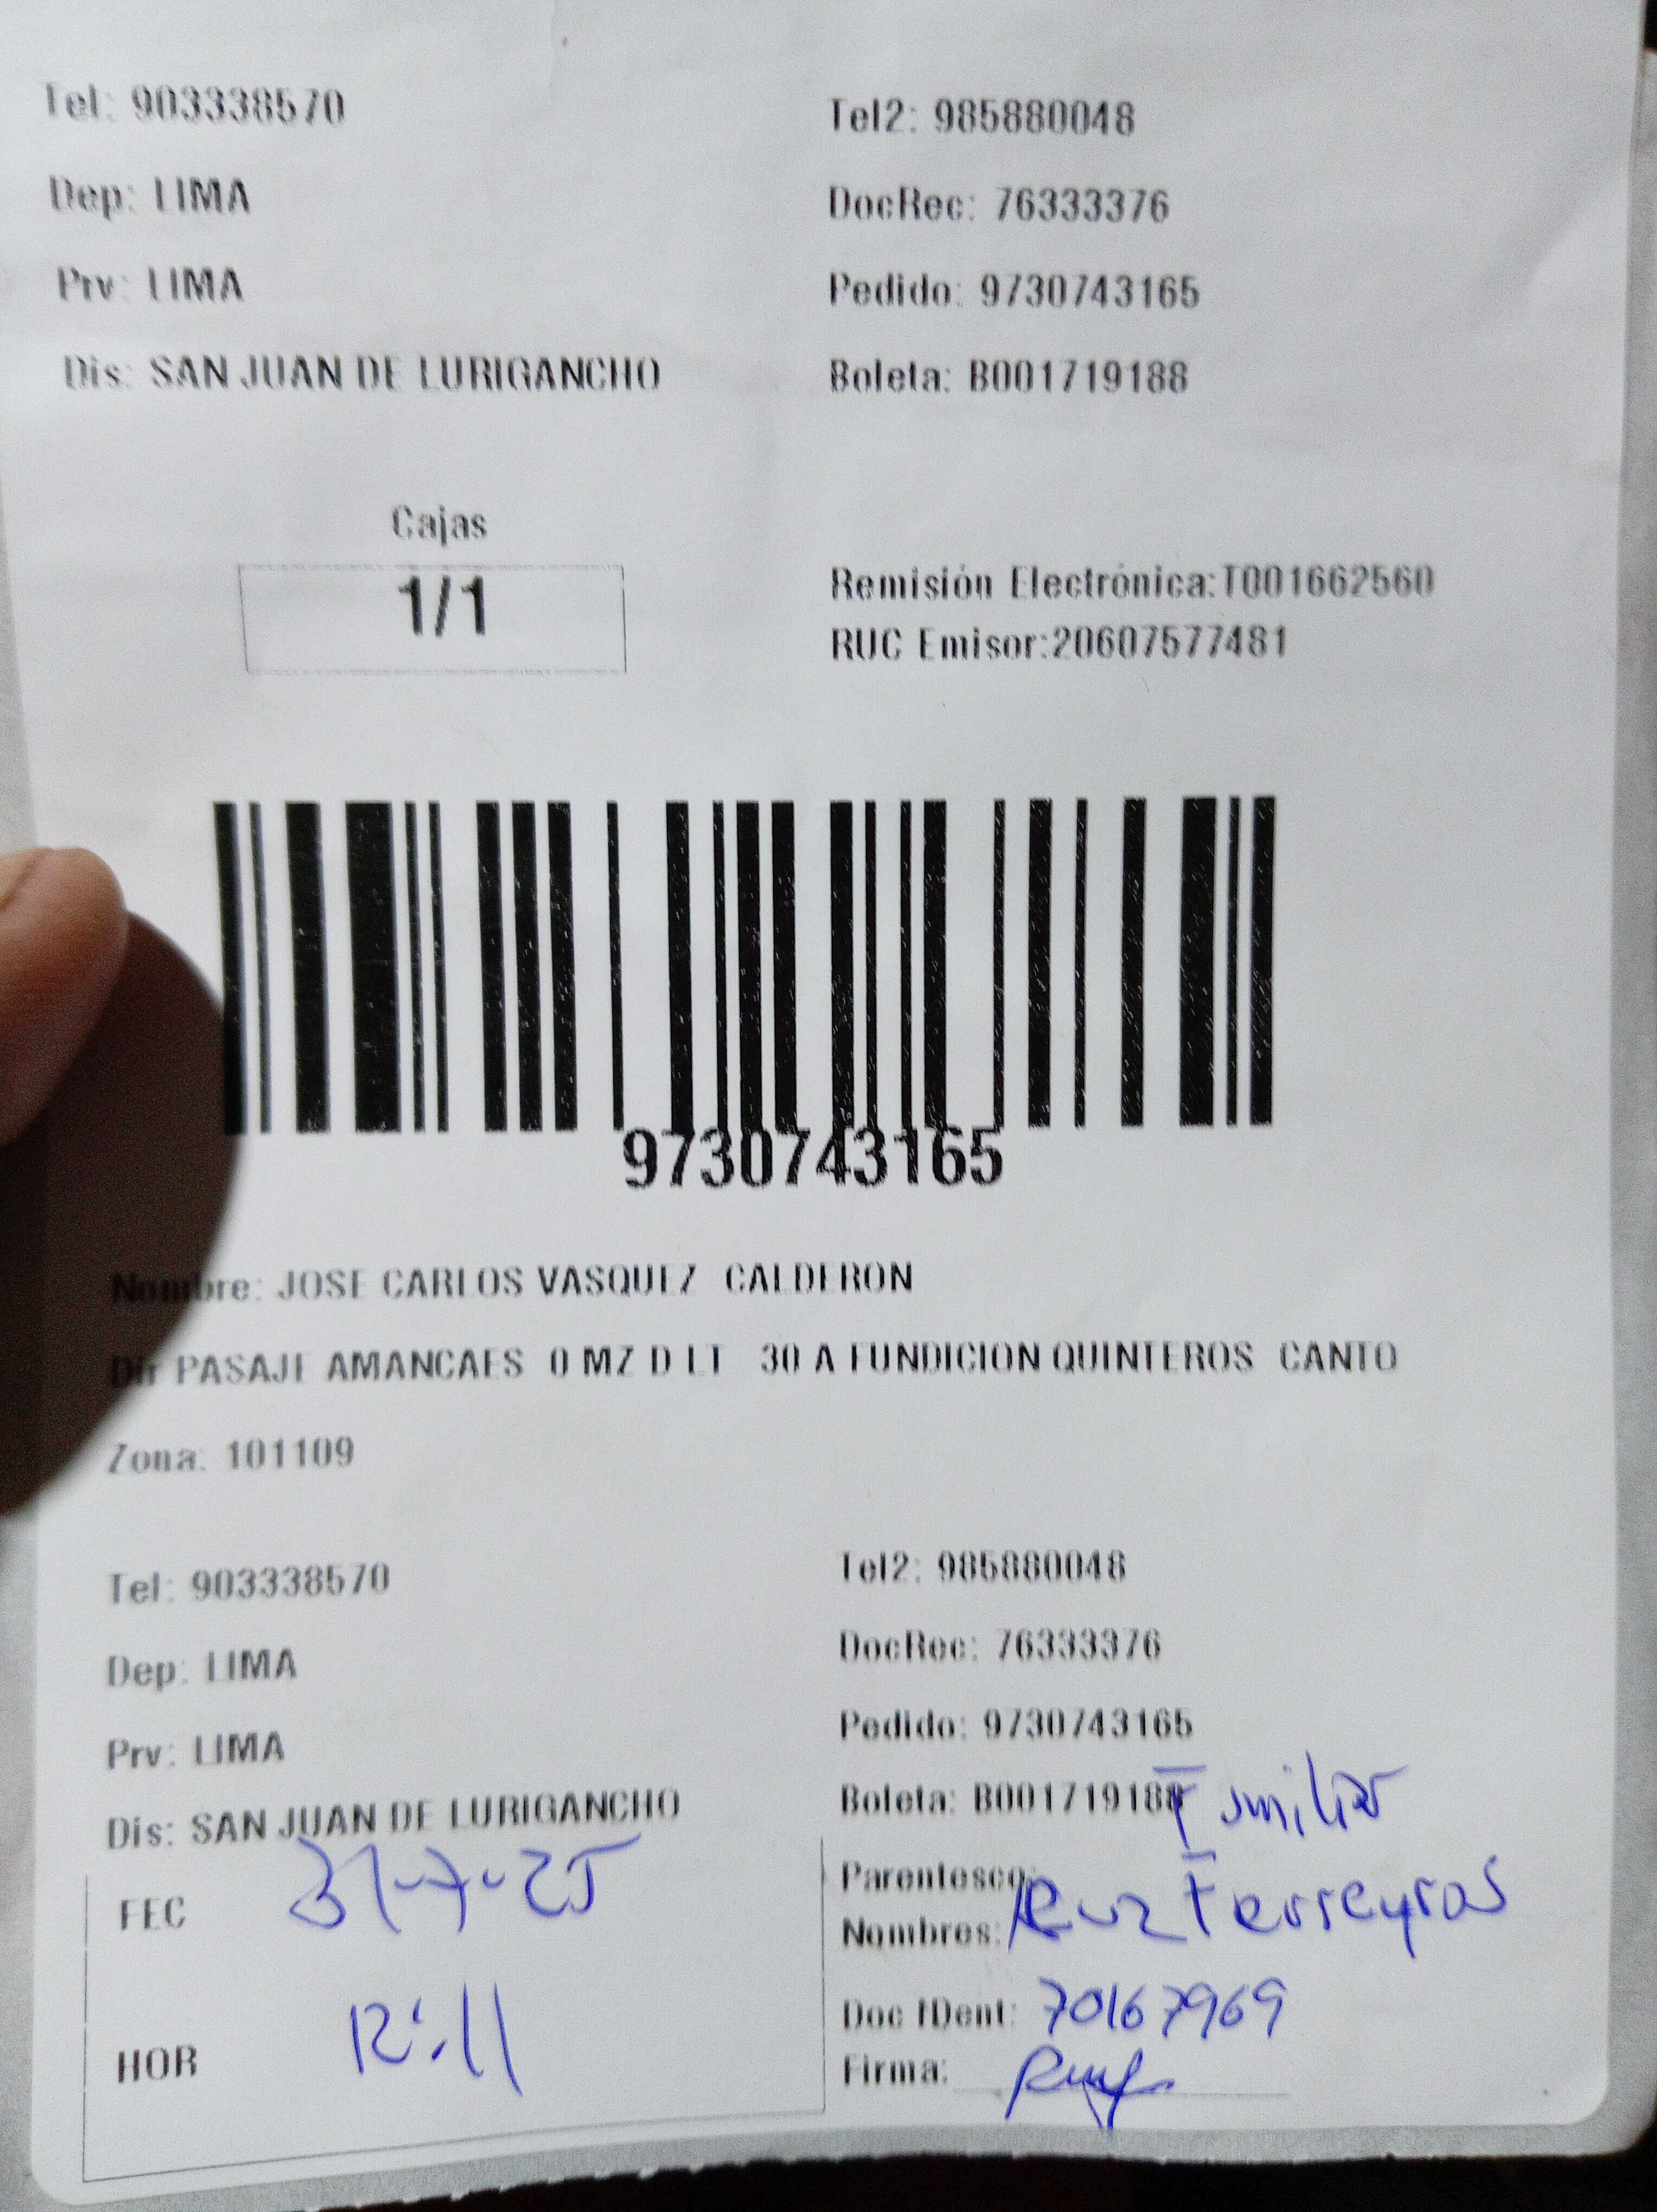 Tel: 903338570 Tel2: 985880048
Dep: LIMA DocRec: 76333376
Prv: LIMA Pedido: 9730743165
Dis: SAN JUAN DE LURIGANCHO Boleta: B001719188
Cajas
1/1
Remisión Electrónica:T001662560
RUC Emisor:20607577481
9730743165
Nombre: JOSE CARLOS VASQUEZ CALDERON
Dir PASAJE AMANCAES 0 MZ D LT 30 A FUNDICION QUINTEROS CANTO
Zona: 101109
Tel: 903338570 Tel2: 985880048
Dep: LIMA DocRec: 76333376
Prv: LIMA Pedido: 9730743165
Dis: SAN JUAN DE LURIGANCHO Boleta: B001719188
FEC 31-7-25
Parentesco: Familiar
Nombres: Ruz Ferreyros
HOR 12:11
Doc IDent: 70167969
Firma: